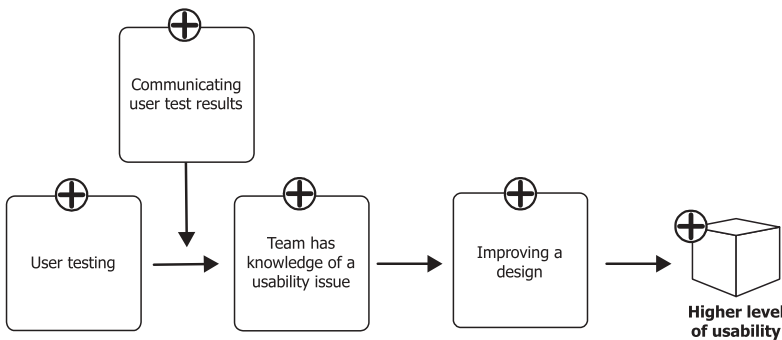 Communicating
user test results
User testing
Team has
knowledge of a
usability issue
Improving a
design
Higher level
of usability